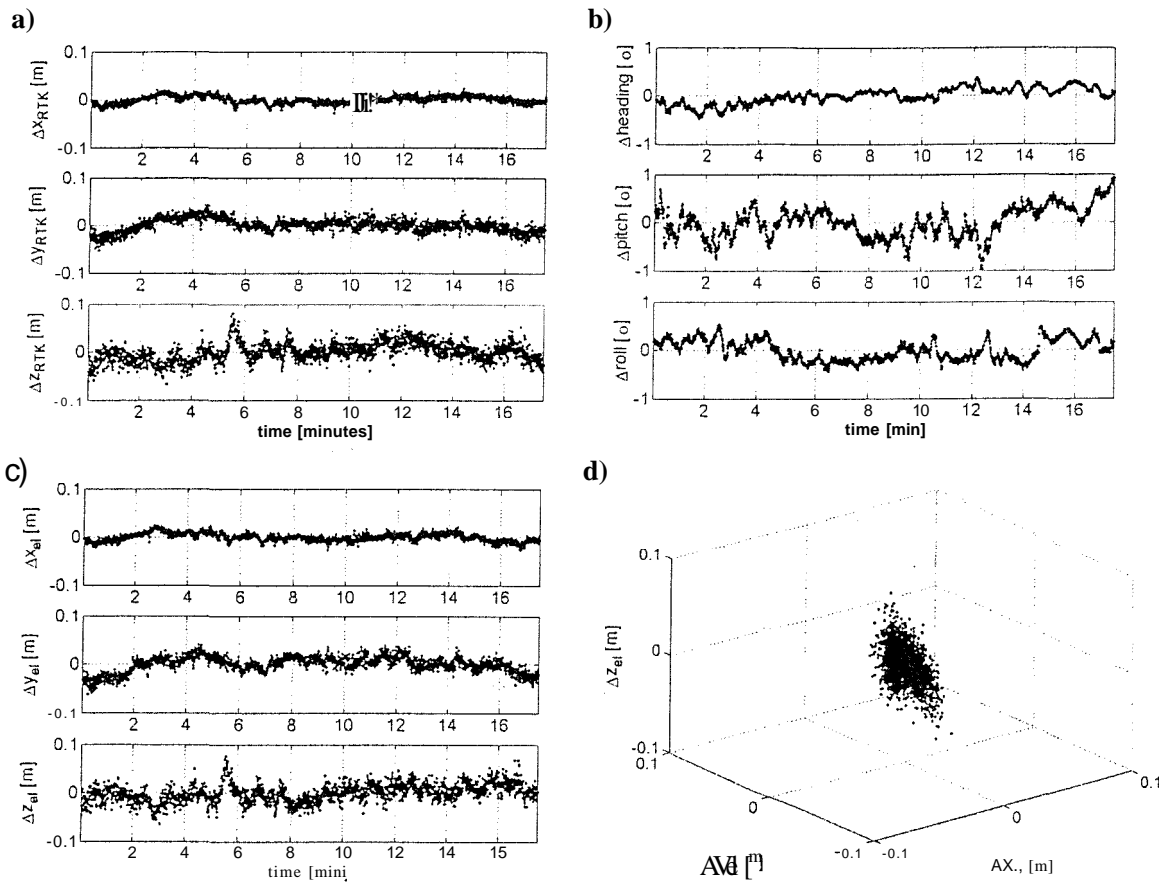 a)
0.1
0
-0.1
ΔxRTK [m]
2 4 6 8 10 12 14 16
0.1
0
-0.1
ΔyRTK [m]
2 4 6 8 10 12 14 16
0.1
0
-0.1
ΔzRTK [m]
2 4 6 8 10 12 14 16
time [minutes]
b)
1
0
-1
Δheading [o]
2 4 6 8 10 12 14 16
1
0
-1
Δpitch [o]
2 4 6 8 10 12 14 16
1
0
-1
Δroll [o]
2 4 6 8 10 12 14 16
time [min]
c)
0.1
0
-0.1
Δxel [m]
2 4 6 8 10 12 14 16
0.1
0
-0.1
Δyel [m]
2 4 6 8 10 12 14 16
0.1
0
-0.1
Δzel [m]
2 4 6 8 10 12 14 16
time [mini
d)
0.1
0
-0.1
Δzel [m]
0.1
0
-0.1
[m]
-0.1
0
0.1
AX., [m]